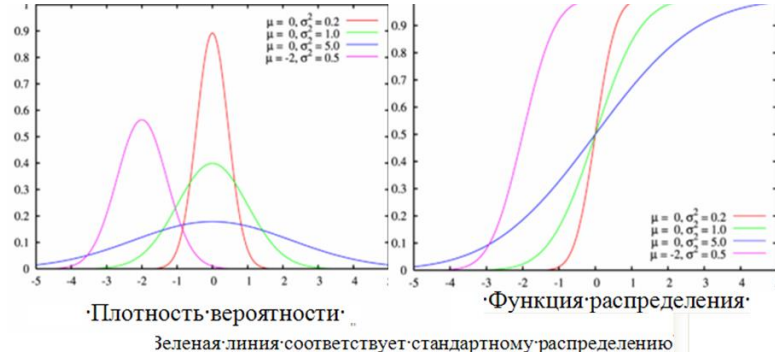 μ = 0, σ² = 0.2
μ = 0, σ² = 1.0
μ = 0, σ² = 5.0
μ = -2, σ² = 0.5
0.9
0.8
0.7
0.6
0.5
0.4
0.3
0.2
0.1
0
-5 -4 -3 -2 -1 0 1 2 3 4 5
·Плотность·вероятности·
0.9
0.8
0.7
0.6
0.5
0.4
0.3
0.2
0.1
0
μ = 0, σ² = 0.2
μ = 0, σ² = 1.0
μ = 0, σ² = 5.0
μ = -2, σ² = 0.5
-5 -4 -3 -2 -1 0 1 2 3 4
·Функция·распределения·
Зеленая·линия·соответствует·стандартному·распределению